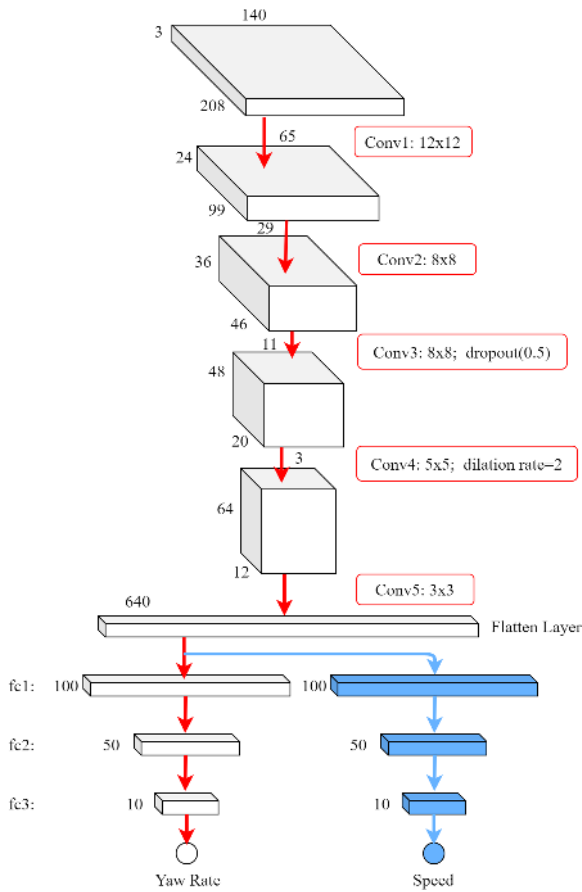 140
3
208
65
Conv1: 12x12
24
99
29
Conv2: 8x8
36
46
11
Conv3: 8x8; dropout(0.5)
48
20
3
Conv4: 5x5; dilation rate=2
64
12
Conv5: 3x3
640
Flatten Layer
fc1: 100 100
fc2: 50 50
fc3: 10 10
Yaw Rate Speed